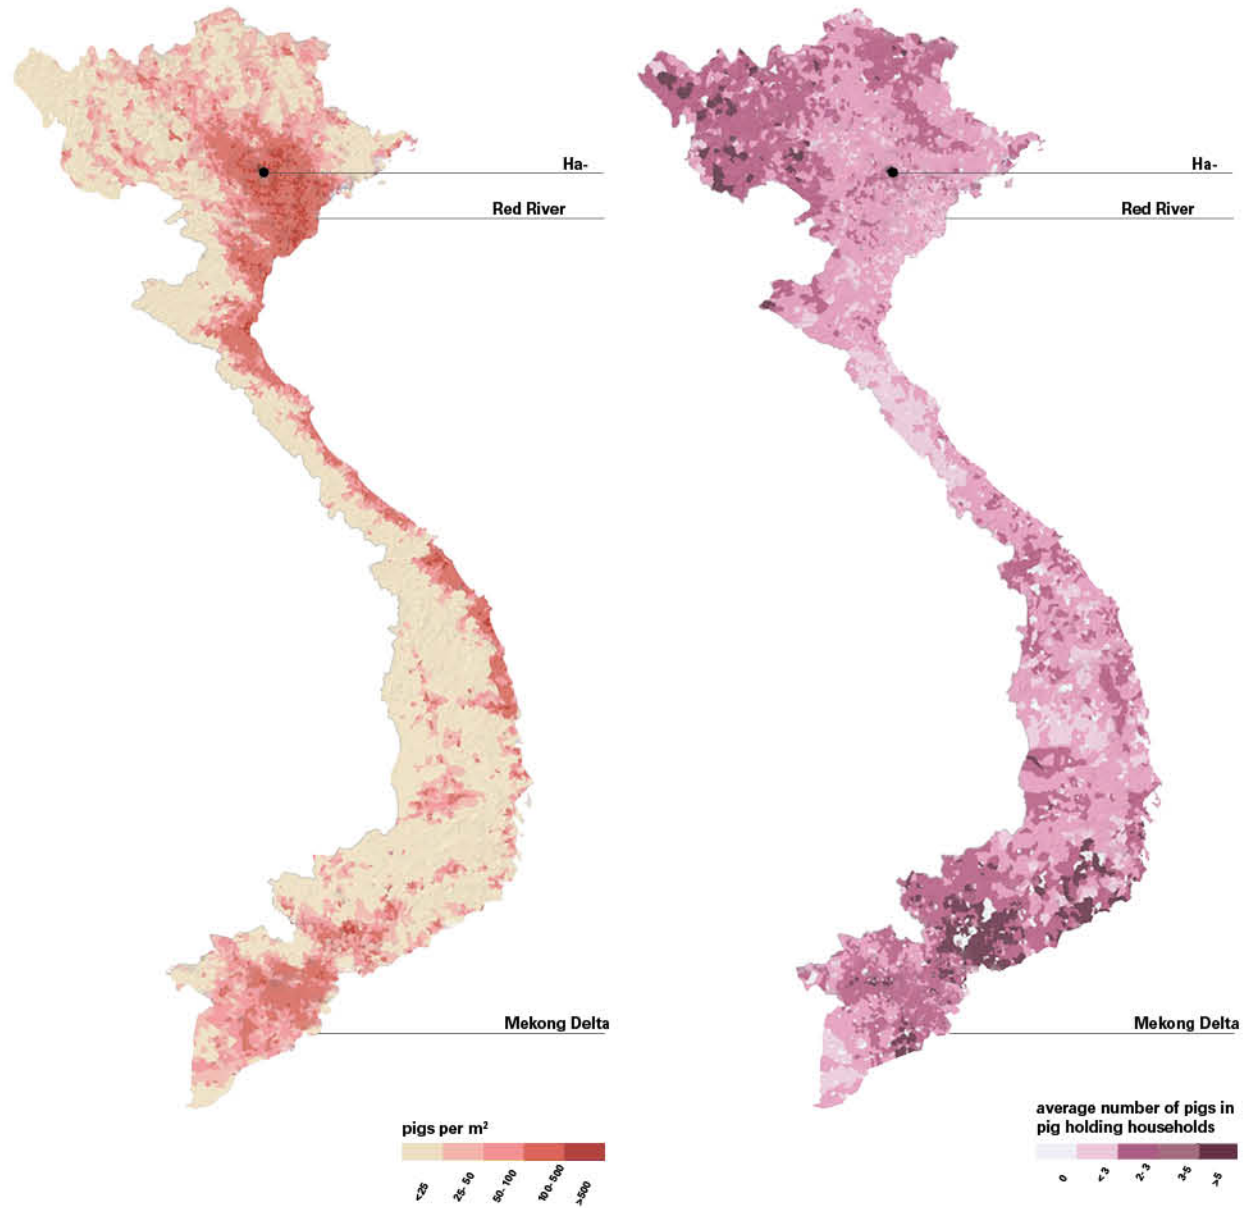 Ha-
Red River
Mekong Delta
pigs per m²
<25
25-50
50-100
100-500
>500
Ha-
Red River
Mekong Delta
average number of pigs in
pig holding households
0
<3
2-3
3-5
>5